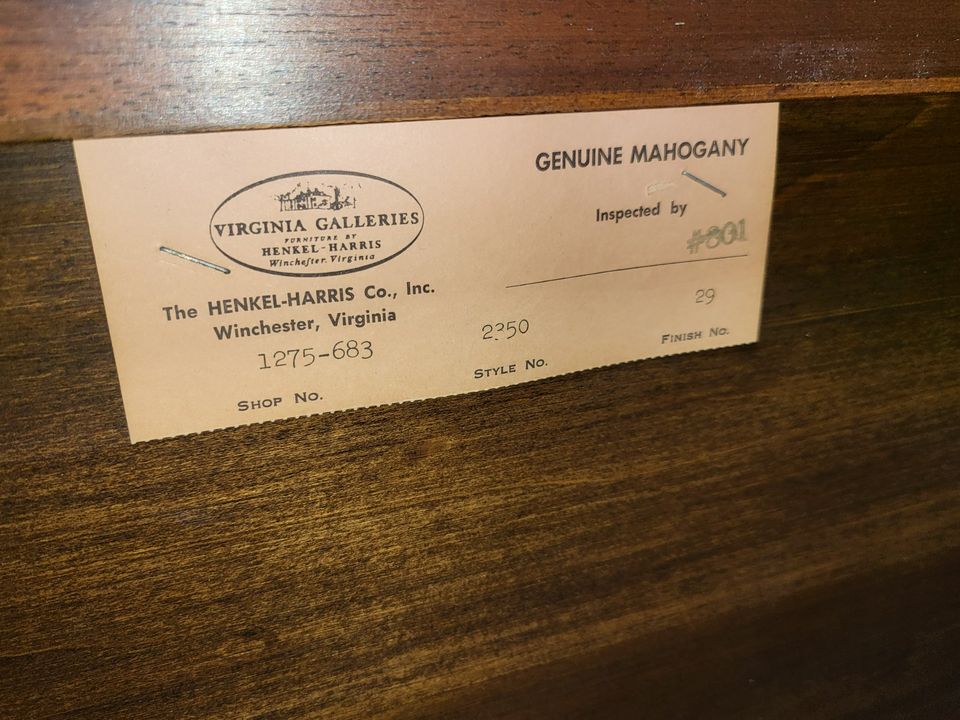 VIRGINIA GALLERIES
FURNITURE BY
HENKEL-HARRIS
Winchester, Virginia
The HENKEL-HARRIS Co., Inc.
Winchester, Virginia
1275-683
SHOP NO.
2350
STYLE NO.
GENUINE MAHOGANY
Inspected by
#801
29
FINISH NO.